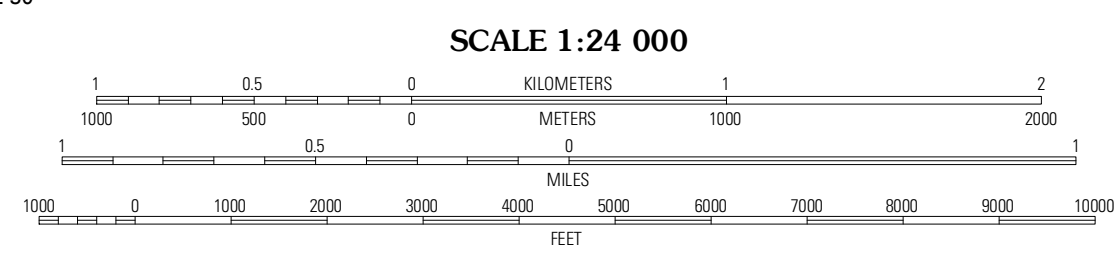 SCALE 1:24 000
1 0.5 0 KILOMETERS 1 2
1000 500 0 METERS 1000 2000
1 0.5 0 1
MILES
1000 0 1000 2000 3000 4000 5000 6000 7000 8000 9000 10000
FEET